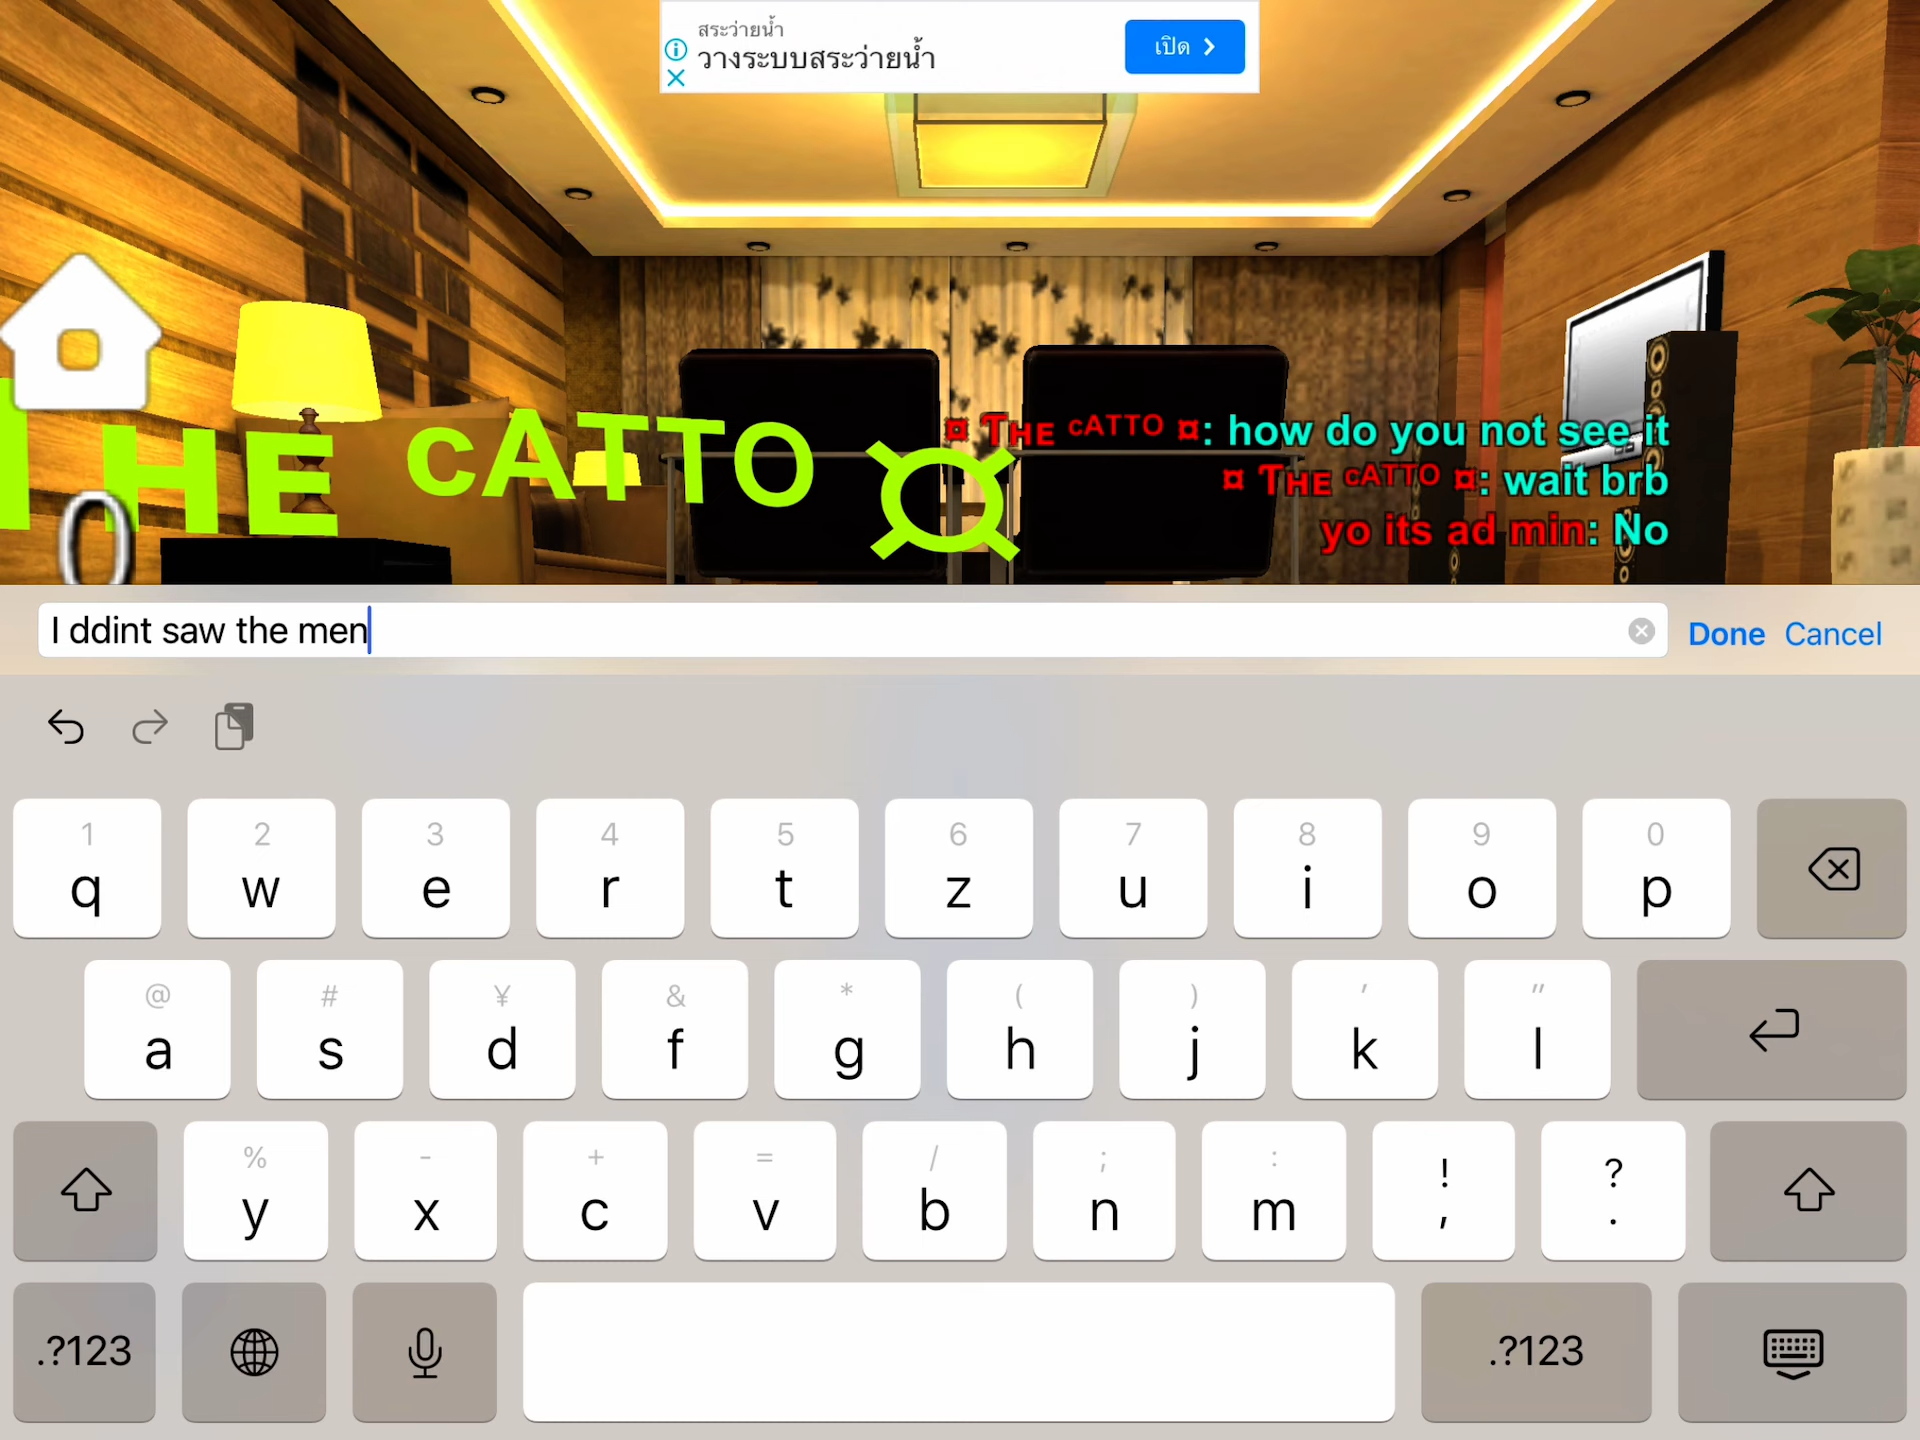 สระว่ายน้ำ
วางระบบสระว่ายน้ำ
เปิด
THE cATTO ¤
0
¤ THE cATTO ¤: how do you not see it
¤ THE cATTO ¤: wait brb
yo its ad min: No
I ddint saw the men
Done Cancel
1 2 3 4 5 6 7 8 9 0
q w e r t z u i o p
@ # ¥ & * ( ) ' "
a s d f g h j k l
% - + = / ; : ! ?
y x c v b n m , .
.?123 .?123